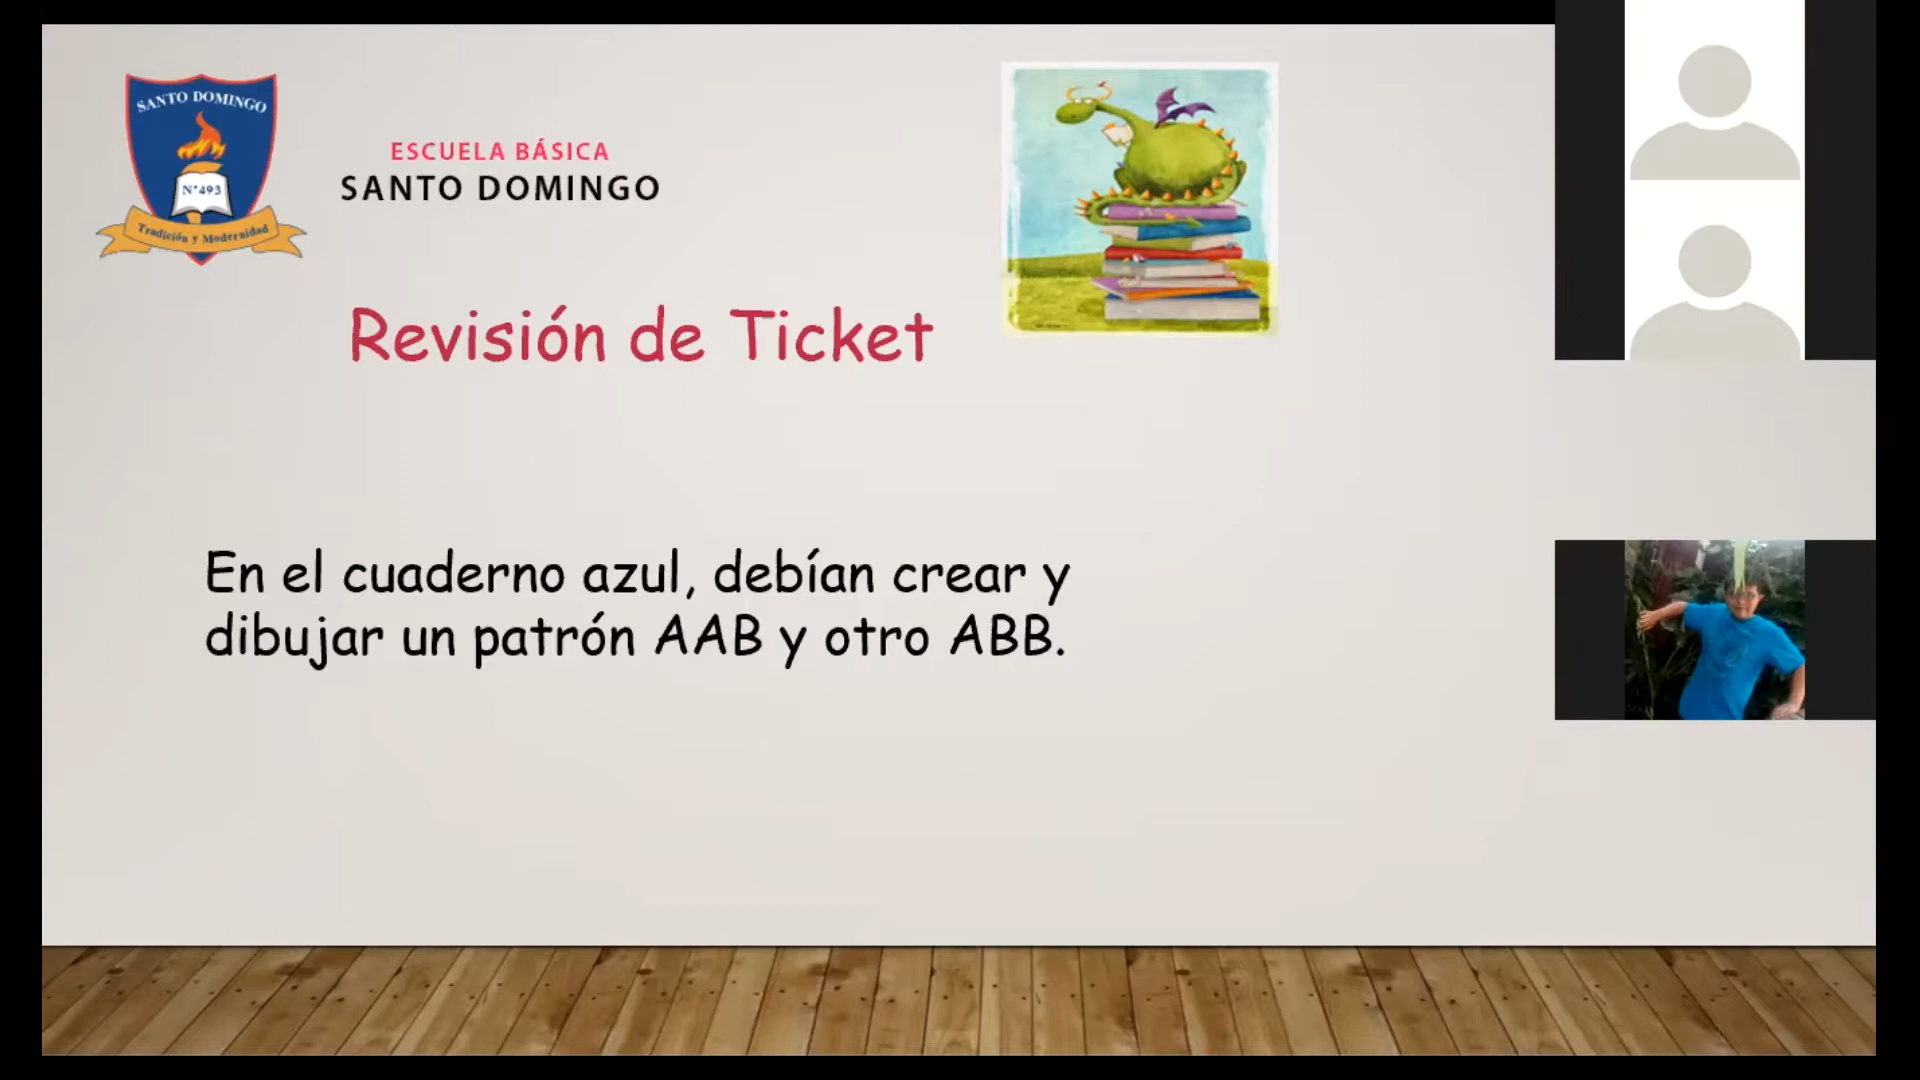 SANTO DOMINGO
N°493
Tradición y Modernidad
ESCUELA BÁSICA
SANTO DOMINGO
Revisión de Ticket
En el cuaderno azul, debían crear y
dibujar un patrón AAB y otro ABB.